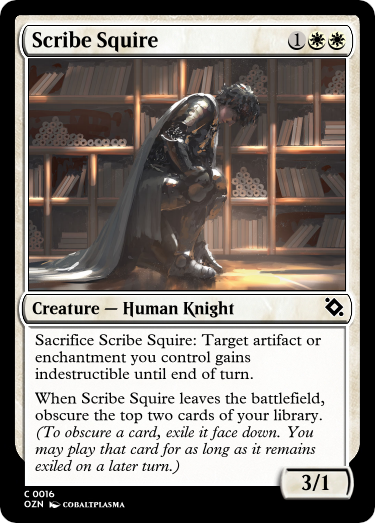 Scribe Squire 1
Creature — Human Knight
Sacrifice Scribe Squire: Target artifact or
enchantment you control gains
indestructible until end of turn.
When Scribe Squire leaves the battlefield,
obscure the top two cards of your library.
(To obscure a card, exile it face down. You
may play that card for as long as it remains
exiled on a later turn.)
3/1
C 0016
OZN COBALTPLASMA